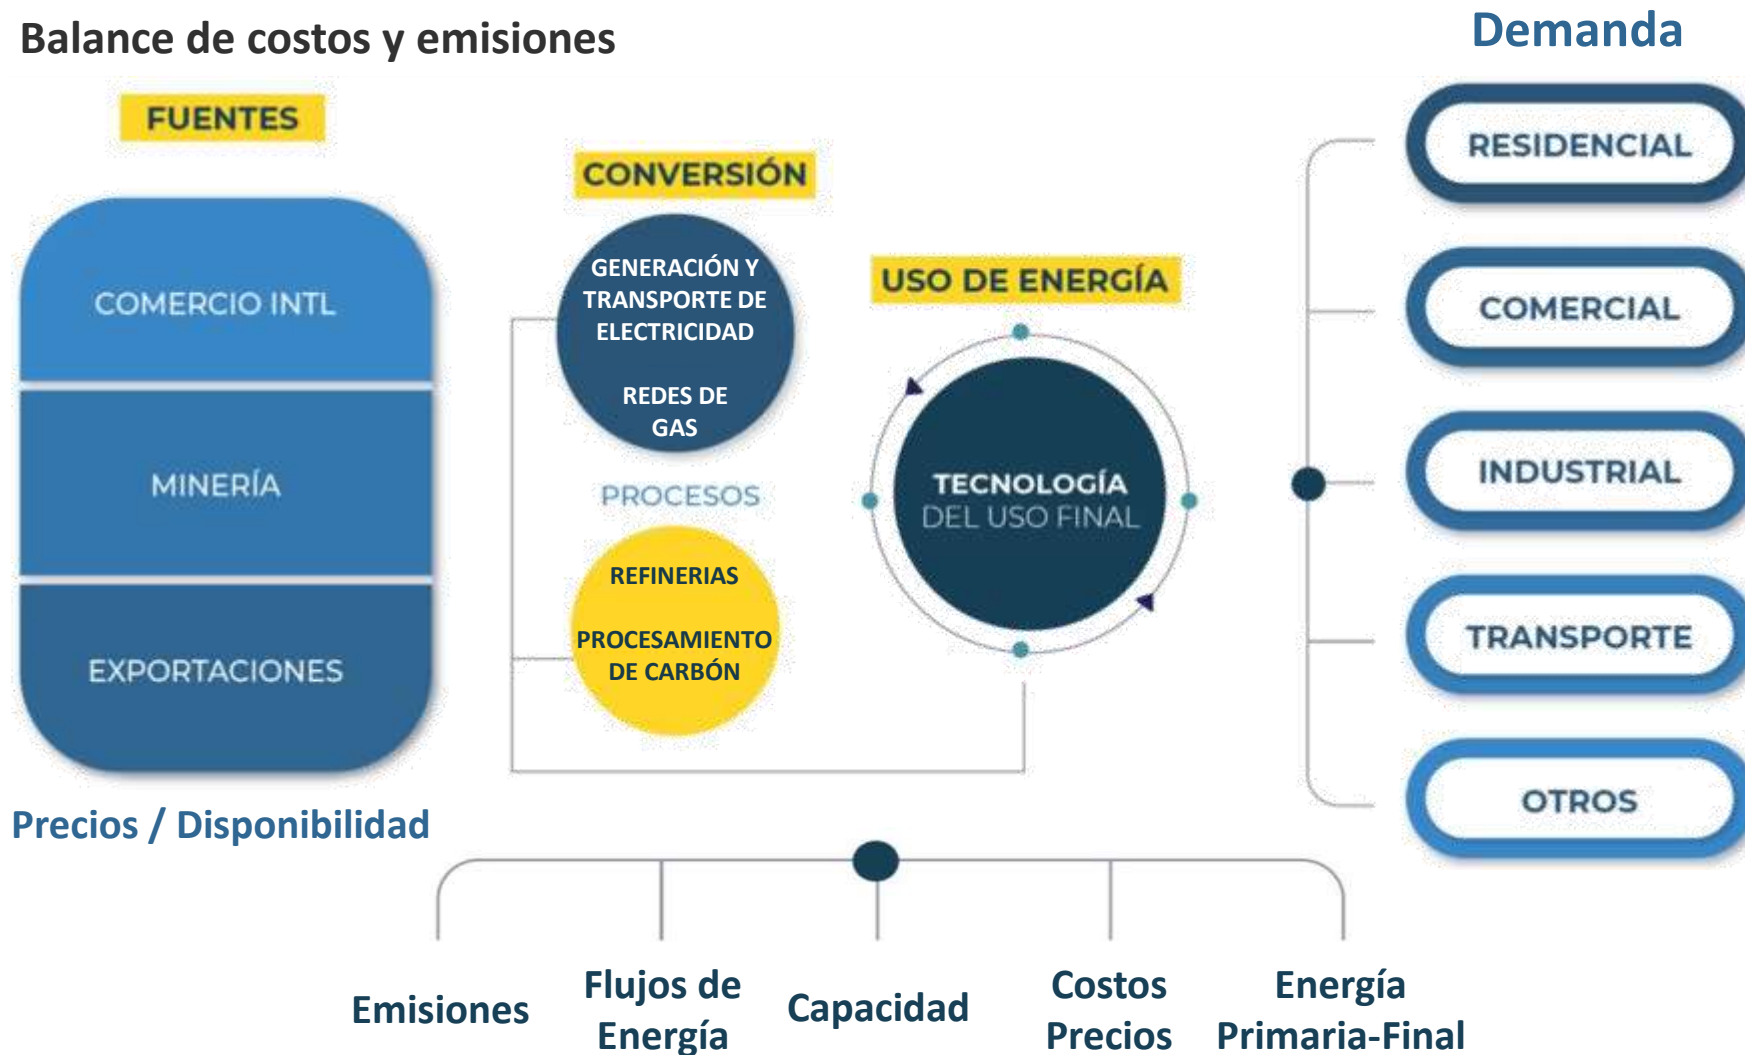 Balance de costos y emisiones
FUENTES
COMERCIO INTL
MINERÍA
EXPORTACIONES
Precios / Disponibilidad
CONVERSIÓN
GENERACIÓN Y
TRANSPORTE DE
ELECTRICIDAD
REDES DE
GAS
PROCESOS
REFINERIAS
PROCESAMIENTO
DE CARBÓN
USO DE ENERGÍA
TECNOLOGÍA
DEL USO FINAL
Demanda
RESIDENCIAL
COMERCIAL
INDUSTRIAL
TRANSPORTE
OTROS
Emisiones
Flujos de
Energía
Capacidad
Costos
Precios
Energía
Primaria-Final